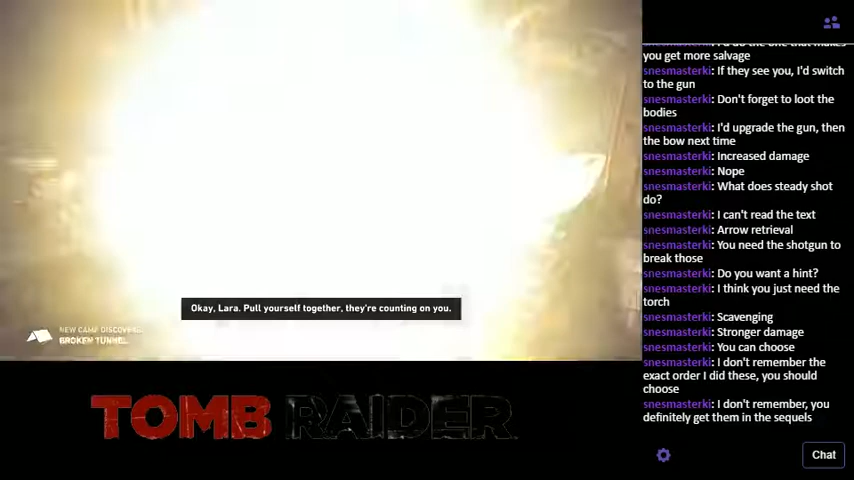 you get more salvage
snesmasterki: If they see you, I'd switch
to the gun
snesmasterki: Don't forget to loot the
bodies
snesmasterki: I'd upgrade the gun, then
the bow next time
snesmasterki: Increased damage
snesmasterki: Nope
snesmasterki: What does steady shot
do?
snesmasterki: I can't read the text
snesmasterki: Arrow retrieval
snesmasterki: You need the shotgun to
break those
snesmasterki: Do you want a hint?
snesmasterki: I think you just need the
torch
snesmasterki: Scavenging
snesmasterki: Stronger damage
snesmasterki: You can choose
snesmasterki: I don't remember the
exact order I did these, you should
choose
snesmasterki: I don't remember, you
definitely get them in the sequels
Chat
Okay, Lara. Pull yourself together, they're counting on you.
NEW CAMP DISCOVERED
BROKEN TUNNEL
TOMB RAIDER